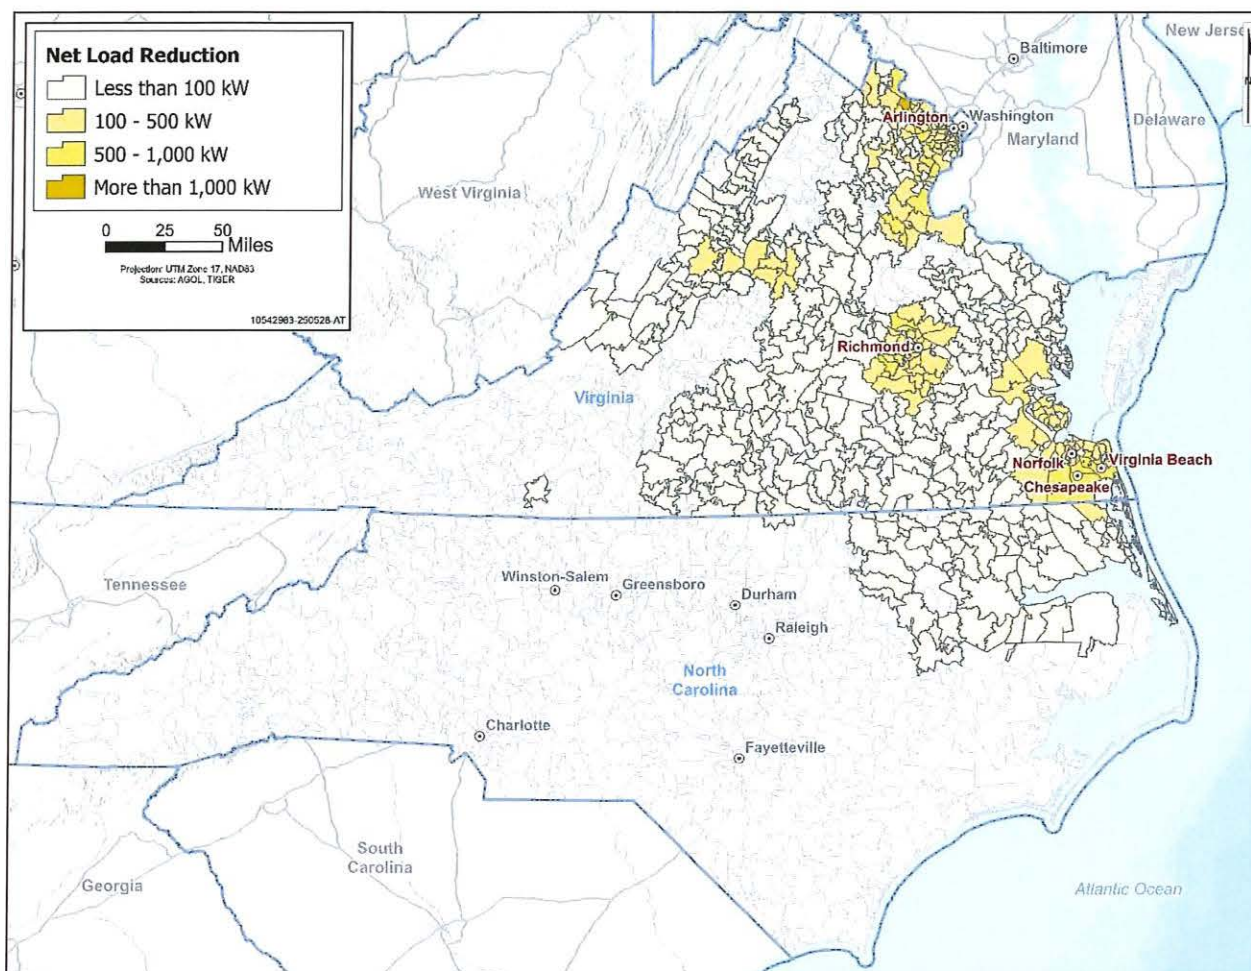 Net Load Reduction
Less than 100 kW
100 - 500 kW
500 - 1,000 kW
More than 1,000 kW
0 25 50
Miles
Projection: UTM Zone 17, NAD83
Sources: AGOL, TIGER
10542983-250528-AT
New Jerse
Baltimore
N
Arlington
Washington
Maryland
Delaware
West Virginia
Richmond
Virginia
Norfolk
Virginia Beach
Chesapeake
Tennessee
Winston-Salem
Greensboro
Durham
Raleigh
North
Carolina
Charlotte
Fayetteville
South
Carolina
Georgia
Atlantic Ocean